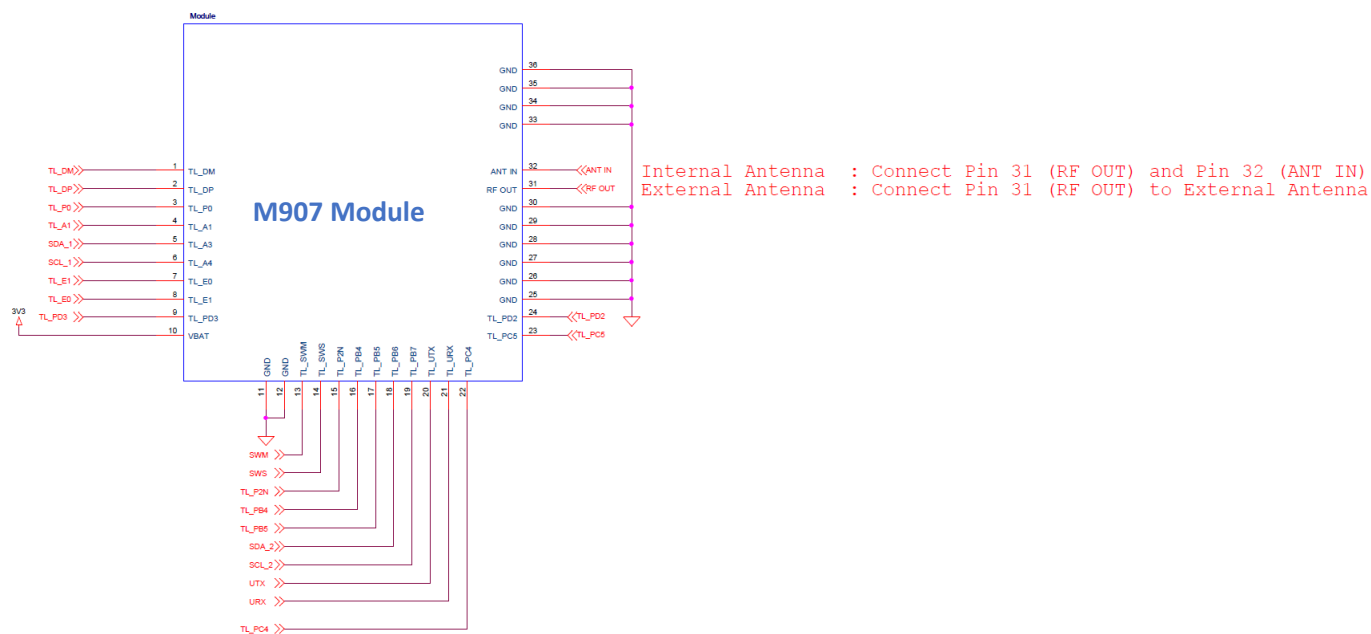 Module
GND 36
GND 35
GND 34
GND 33
TL_DM 1 TL_DM
ANT IN 32 ANT IN
Internal Antenna : Connect Pin 31 (RF OUT) and Pin 32 (ANT IN)
TL_DP 2 TL_DP
RF OUT 31 RF OUT
External Antenna : Connect Pin 31 (RF OUT) to External Antenna
TL_P0 3 TL_P0
M907 Module
GND 30
TL_A1 4 TL_A1
GND 29
SDA_1 5 TL_A3
GND 28
SCL_1 6 TL_A4
GND 27
TL_E1 7 TL_E0
GND 26
TL_E0 8 TL_E1
GND 25
3V3
TL_PD3 9 TL_PD3
TL_PD2 24 TL_PD2
10 VBAT
TL_PC5 23 TL_PC5
GND GND TL_SWM TL_SWS TL_P2N TL_PB4 TL_PB5 TL_PB6 TL_PB7 TL_UTX TL_URX TL_PC4
11 12 13 14 15 16 17 18 19 20 21 22
SWM
SWS
TL_P2N
TL_PB4
TL_PB5
SDA_2
SCL_2
UTX
URX
TL_PC4